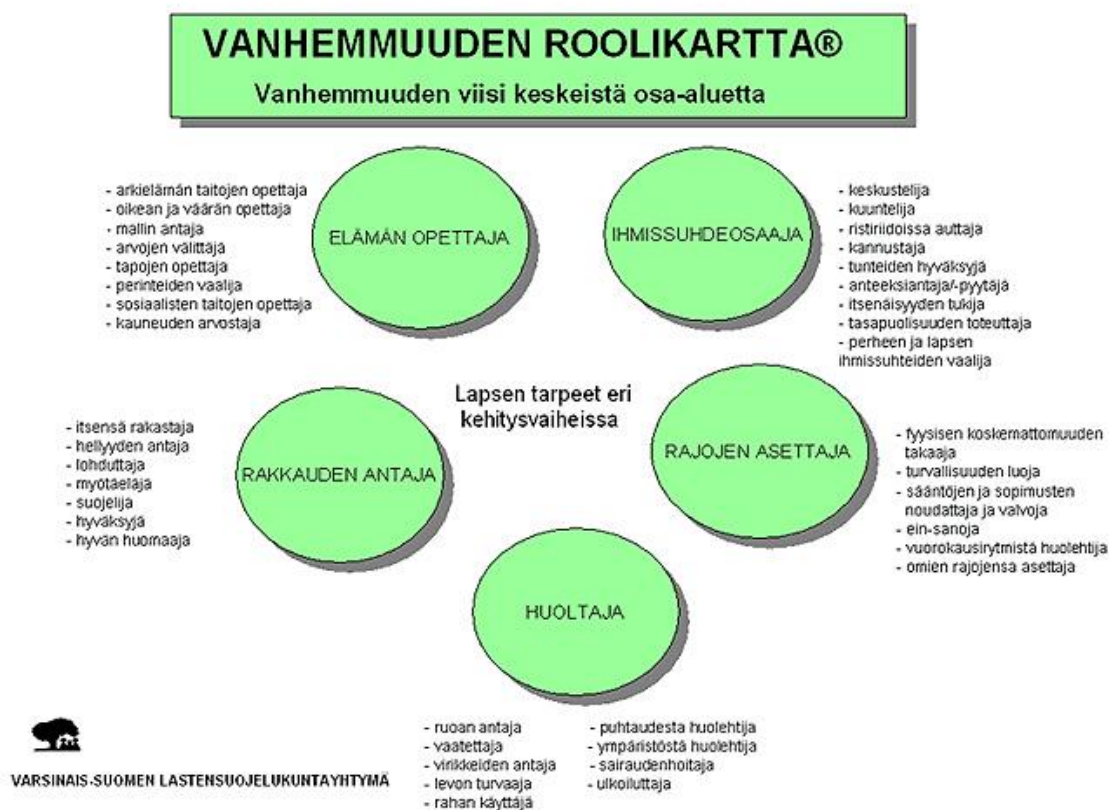 VANHEMMUUDEN ROOLIKARTTA®
Vanhemmuuden viisi keskeistä osa-aluetta
- arkielämän taitojen opettaja
- oikean ja väärän opettaja
- mallin antaja
- arvojen välittäjä
- tapojen opettaja
- perinteiden vaalija
- sosiaalisten taitojen opettaja
- kauneuden arvostaja
ELÄMÄN OPETTAJA
IHMISSUHDEOSAAJA
- keskustelija
- kuuntelija
- ristiriidoissa auttaja
- kannustaja
- tunteiden hyväksyjä
- anteeksiantaja/-pyytäjä
- itsenäisyyden tukija
- tasapuolisuuden toteuttaja
- perheen ja lapsen
ihmissuhteiden vaalija
Lapsen tarpeet eri
kehitysvaiheissa
- itsensä rakastaja
- hellyyden antaja
- lohduttaja
- myötäeläjä
- suojelija
- hyväksyjä
- hyvän huomaaja
RAKKAUDEN ANTAJA
RAJOJEN ASETTAJA
- fyysisen koskemattomuuden
takaaja
- turvallisuuden luoja
- sääntöjen ja sopimusten
noudattaja ja valvoja
- ein-sanoja
- vuorokausirytmistä huolehtija
- omien rajojensa asettaja
HUOLTAJA
- ruoan antaja
- vaatettaja
- virikkeiden antaja
- levon turvaaja
- rahan käyttäjä
- puhtaudesta huolehtija
- ympäristöstä huolehtija
- sairaudenhoitaja
- ulkoiluttaja
VARSINAIS-SUOMEN LASTENSUOJELUKUNTAYHTYMÄ